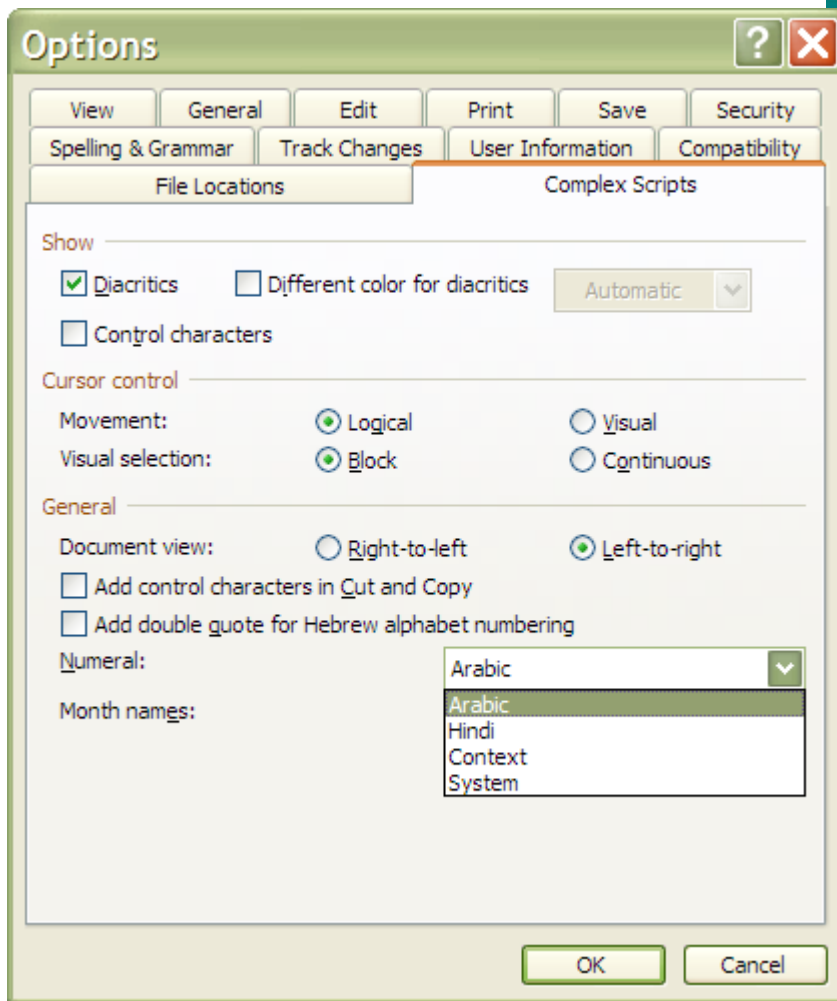 Options
View General Edit Print Save Security
Spelling & Grammar Track Changes User Information Compatibility
File Locations Complex Scripts
Show
Diacritics Different color for diacritics Automatic
Control characters
Cursor control
Movement: Logical Visual
Visual selection: Block Continuous
General
Document view: Right-to-left Left-to-right
Add control characters in Cut and Copy
Add double quote for Hebrew alphabet numbering
Numeral: Arabic
Arabic
Month names:
Hindi
Context
System
OK Cancel